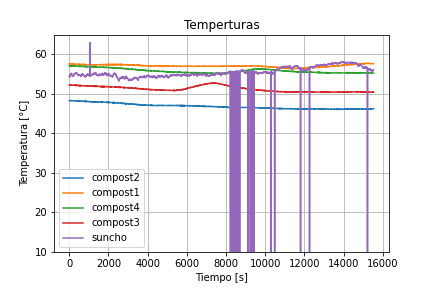 Temperturas
Temperatura [°C]
60
50
40
30
20
10
compost2
compost1
compost4
compost3
suncho
0 2000 4000 6000 8000 10000 12000 14000 16000
Tiempo [s]